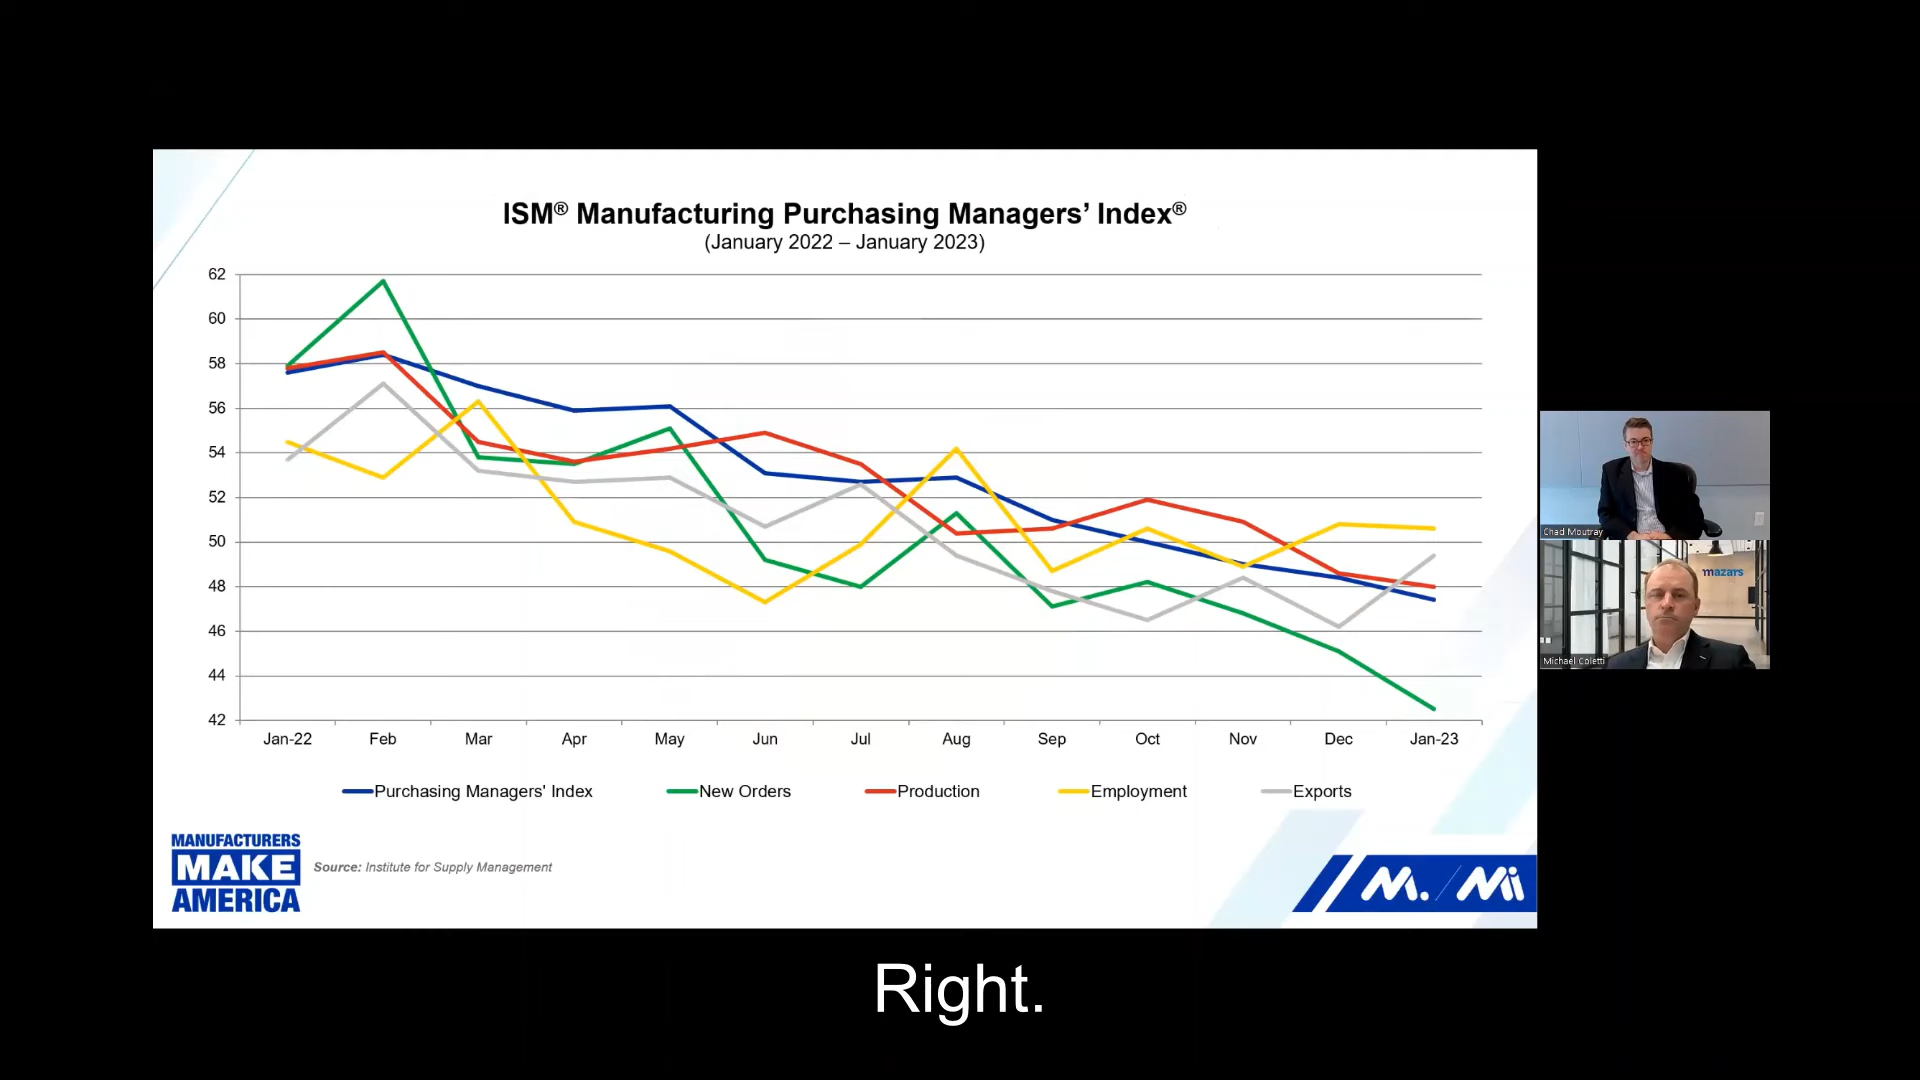 ISM® Manufacturing Purchasing Managers’ Index®
(January 2022 – January 2023)
62
60
58
56
54
52
50
48
46
44
42
Jan-22 Feb Mar Apr May Jun Jul Aug Sep Oct Nov Dec Jan-23
Purchasing Managers' Index New Orders Production Employment Exports
MANUFACTURERS
MAKE
AMERICA
Source: Institute for Supply Management
M. Mi
Chad Moutray
mazars
Michael Coletti
Right.